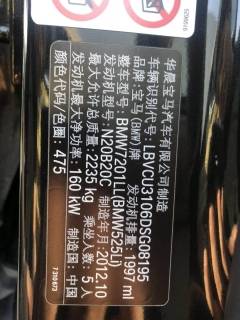 华晨宝马汽车有限公司制造
车辆识别代号：LBVCU3106DSG08195
品牌：宝马(BMW)牌
整车型号：BMW7201LL(BMW525Li)
发动机型号：N20B20C 发动机排量：1997 ml
最大允许总质量：2235 kg 制造年月：2012.10
发动机最大净功率：160 kW 乘坐人数：5人
颜色代码/色圈：475 制造国：中国
7310 673